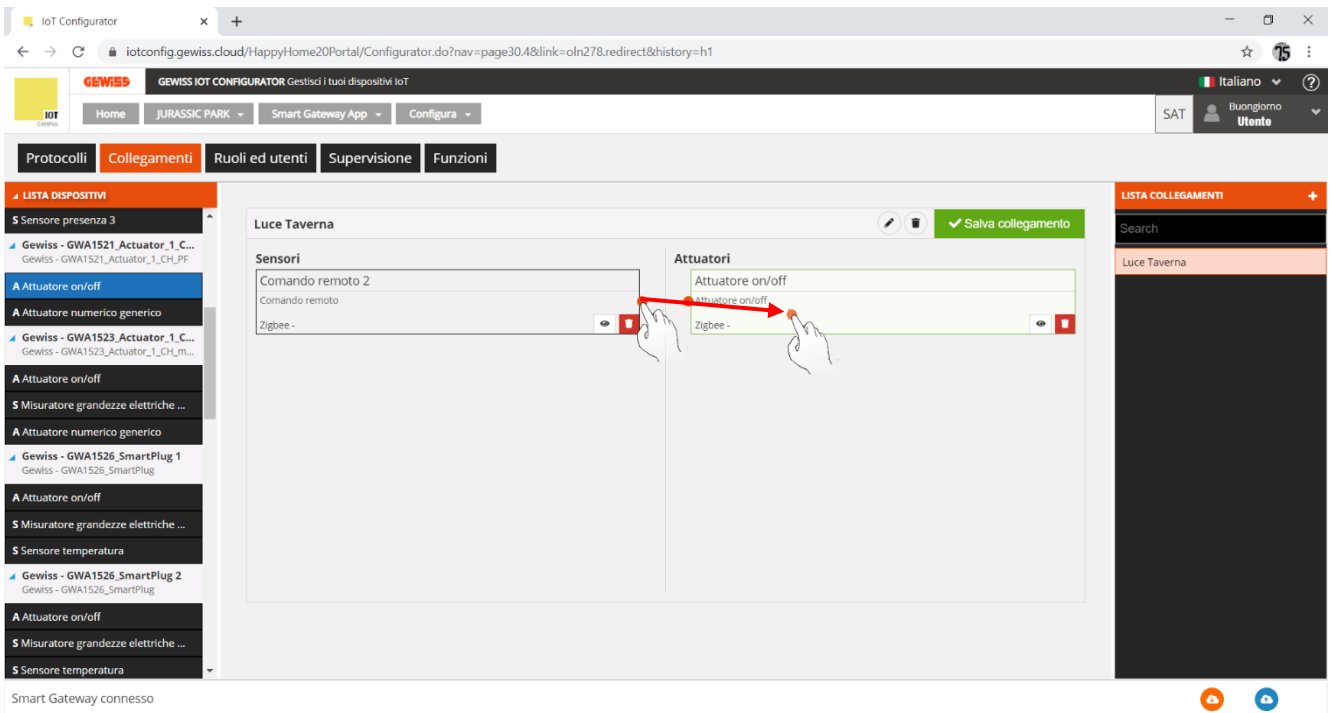 IoT Configurator
iotconfig.gewiss.cloud/HappyHome20Portal/Configurator.do?nav=page30.4&link=oln278.redirect&history=h1
GEWISS
GEWISS IOT CONFIGURATOR Gestisci i tuoi dispositivi IoT
Italiano
IOT
Home
JURASSIC PARK
Smart Gateway App
Configura
SAT
Buongiorno
Utente
Protocolli
Collegamenti
Ruoli ed utenti
Supervisione
Funzioni
LISTA DISPOSITIVI
S Sensore presenza 3
Gewiss - GWA1521_Actuator_1_C...
Gewiss - GWA1521_Actuator_1_CH_PF
A Attuatore on/off
A Attuatore numerico generico
Gewiss - GWA1523_Actuator_1_C...
Gewiss - GWA1523_Actuator_1_CH_m...
A Attuatore on/off
S Misuratore grandezze elettriche ...
A Attuatore numerico generico
Gewiss - GWA1526_SmartPlug 1
Gewiss - GWA1526_SmartPlug
A Attuatore on/off
S Misuratore grandezze elettriche ...
S Sensore temperatura
Gewiss - GWA1526_SmartPlug 2
Gewiss - GWA1526_SmartPlug
A Attuatore on/off
S Misuratore grandezze elettriche ...
S Sensore temperatura
Luce Taverna
Salva collegamento
Sensori
Comando remoto 2
Comando remoto
Zigbee -
Attuatori
Attuatore on/off
Attuatore on/off
Zigbee -
LISTA COLLEGAMENTI
Search
Luce Taverna
Smart Gateway connesso